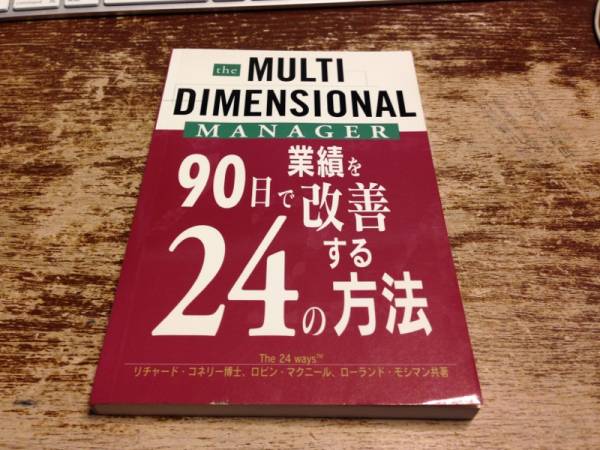 the MULTI
DIMENSIONAL
MANAGER
業績を
90日で改善
する
24の方法
The 24 ways™
リチャード・コネリー博士、ロビン・マクニール、ローランド・モシマン共著